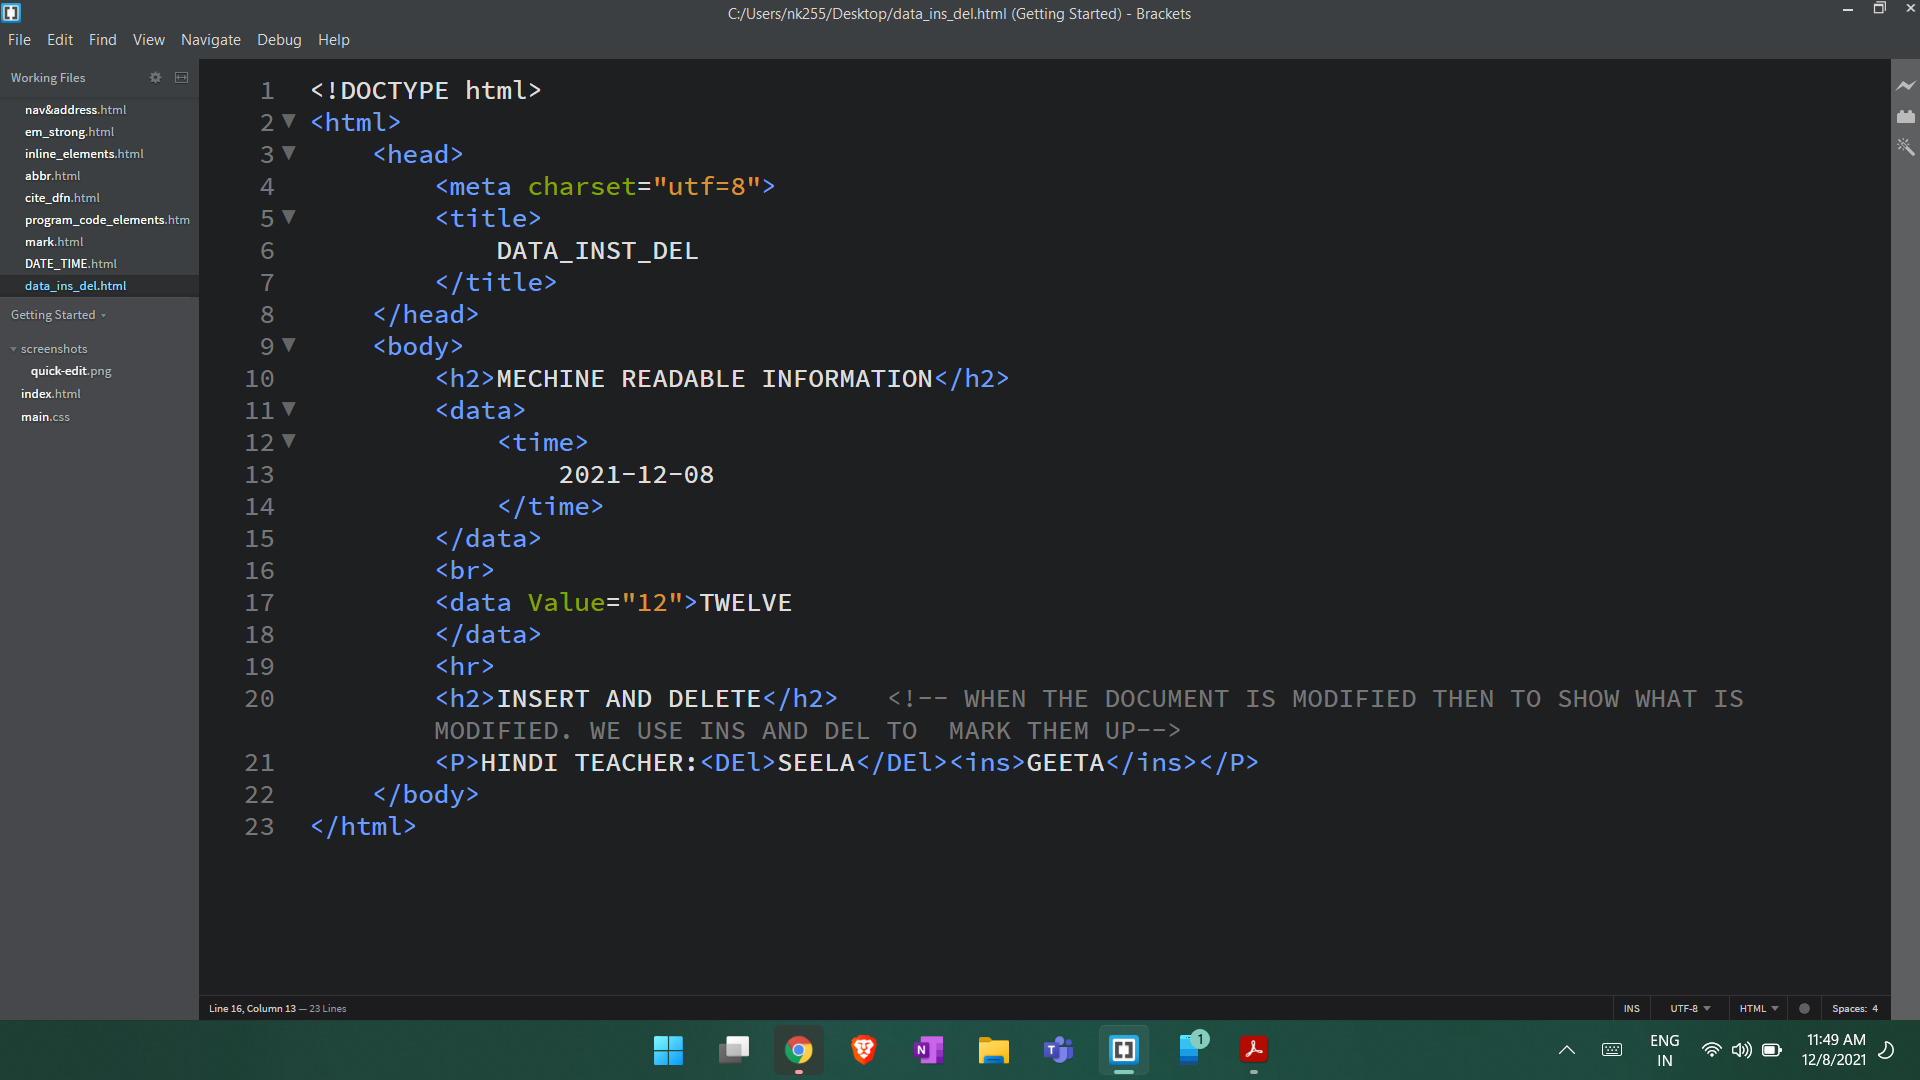 C:/Users/nk255/Desktop/data_ins_del.html (Getting Started) - Brackets
File Edit Find View Navigate Debug Help
Working Files
nav&address.html
em_strong.html
inline_elements.html
abbr.html
cite_dfn.html
program_code_elements.htm
mark.html
DATE_TIME.html
data_ins_del.html
Getting Started
screenshots
quick-edit.png
index.html
main.css
1 <!DOCTYPE html>
2 <html>
3 <head>
4 <meta charset="utf=8">
5 <title>
6 DATA_INST_DEL
7 </title>
8 </head>
9 <body>
10 <h2>MECHINE READABLE INFORMATION</h2>
11 <data>
12 <time>
13 2021-12-08
14 </time>
15 </data>
16 <br>
17 <data Value="12">TWELVE
18 </data>
19 <hr>
20 <h2>INSERT AND DELETE</h2> <!-- WHEN THE DOCUMENT IS MODIFIED THEN TO SHOW WHAT IS
MODIFIED. WE USE INS AND DEL TO MARK THEM UP-->
21 <P>HINDI TEACHER:<DEl>SEELA</DEl><ins>GEETA</ins></P>
22 </body>
23 </html>
Line 16, Column 13 — 23 Lines
INS UTF-8 HTML Spaces: 4
N T 1
ENG
IN
11:49 AM
12/8/2021